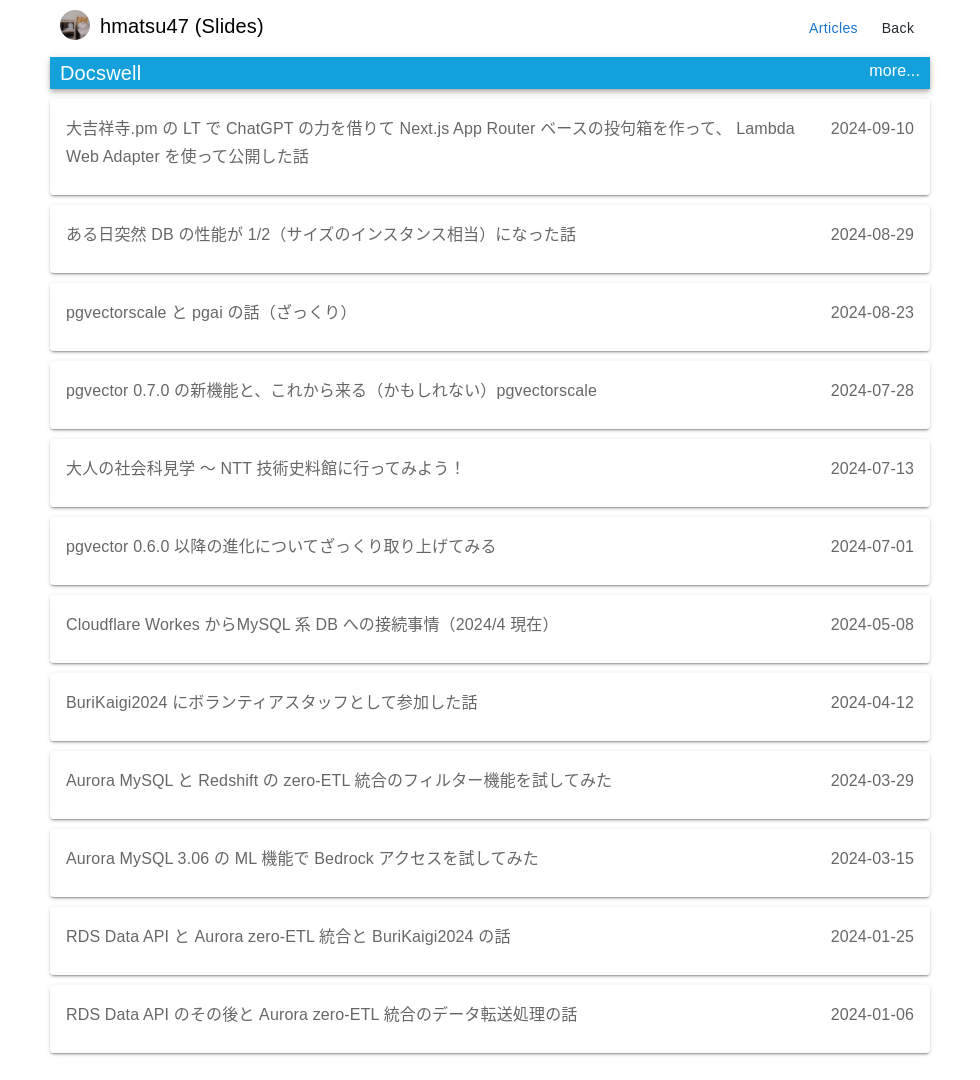 hmatsu47 (Slides)
Articles
Back
Docswell
more...
大吉祥寺.pm の LT で ChatGPT の力を借りて Next.js App Router ベースの投句箱を作って、 Lambda
Web Adapter を使って公開した話
2024-09-10
ある日突然 DB の性能が 1/2（サイズのインスタンス相当）になった話
2024-08-29
pgvectorscale と pgai の話（ざっくり）
2024-08-23
pgvector 0.7.0 の新機能と、これから来る（かもしれない）pgvectorscale
2024-07-28
大人の社会科見学 〜 NTT 技術史料館に行ってみよう！
2024-07-13
pgvector 0.6.0 以降の進化についてざっくり取り上げてみる
2024-07-01
Cloudflare Workes からMySQL 系 DB への接続事情（2024/4 現在）
2024-05-08
BuriKaigi2024 にボランティアスタッフとして参加した話
2024-04-12
Aurora MySQL と Redshift の zero-ETL 統合のフィルター機能を試してみた
2024-03-29
Aurora MySQL 3.06 の ML 機能で Bedrock アクセスを試してみた
2024-03-15
RDS Data API と Aurora zero-ETL 統合と BuriKaigi2024 の話
2024-01-25
RDS Data API のその後と Aurora zero-ETL 統合のデータ転送処理の話
2024-01-06